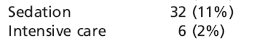 Sedation 32 (11%)
Intensive care 6 (2%)